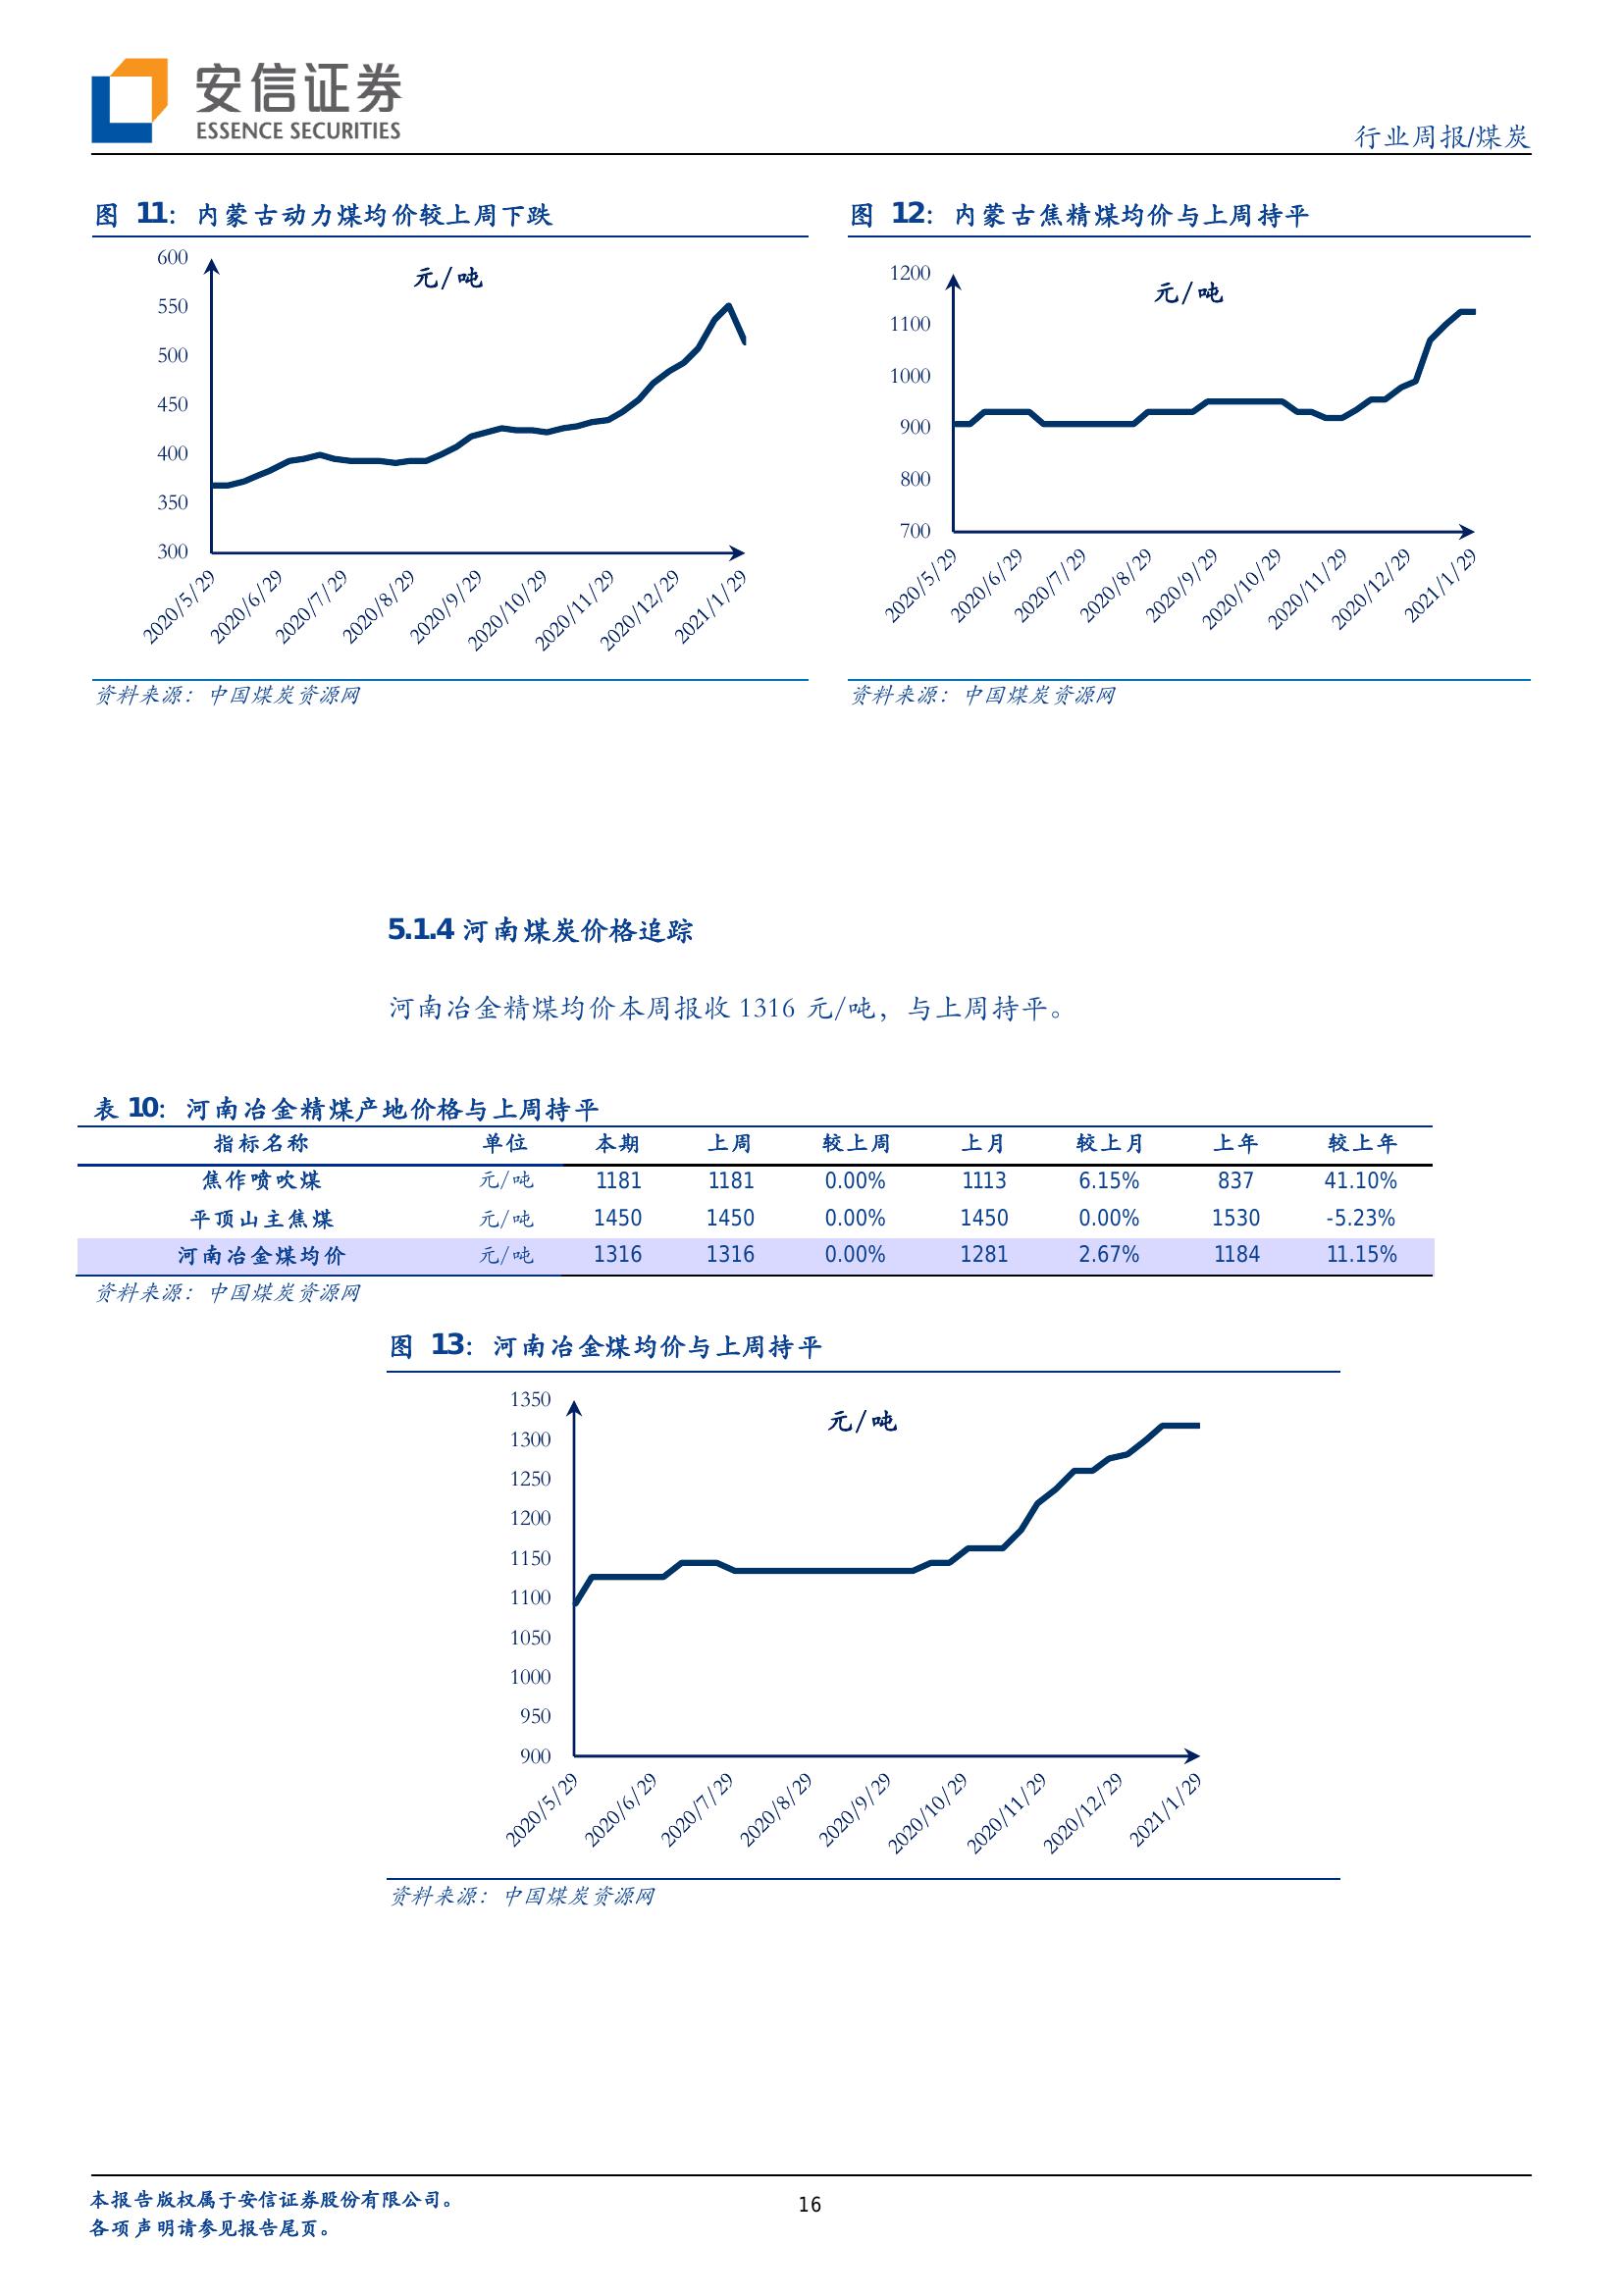 安信证券
ESSENCE SECURITIES
行业周报/煤炭
图 11：内蒙古动力煤均价较上周下跌
600
550
500
450
400
350
300
元/吨
2020/5/29 2020/6/29 2020/7/29 2020/8/29 2020/9/29 2020/10/29 2020/11/29 2020/12/29 2021/1/29
资料来源：中国煤炭资源网
图 12：内蒙古焦精煤均价与上周持平
1200
1100
1000
900
800
700
元/吨
2020/5/29 2020/6/29 2020/7/29 2020/8/29 2020/9/29 2020/10/29 2020/11/29 2020/12/29 2021/1/29
资料来源：中国煤炭资源网
5.1.4 河南煤炭价格追踪
河南冶金精煤均价本周报收 1316 元/吨，与上周持平。
表 10：河南冶金精煤产地价格与上周持平
指标名称 单位 本期 上周 较上周 上月 较上月 上年 较上年
焦作喷吹煤 元/吨 1181 1181 0.00% 1113 6.15% 837 41.10%
平顶山主焦煤 元/吨 1450 1450 0.00% 1450 0.00% 1530 -5.23%
河南冶金煤均价 元/吨 1316 1316 0.00% 1281 2.67% 1184 11.15%
资料来源：中国煤炭资源网
图 13：河南冶金煤均价与上周持平
1350
1300
1250
1200
1150
1100
1050
1000
950
900
元/吨
2020/5/29 2020/6/29 2020/7/29 2020/8/29 2020/9/29 2020/10/29 2020/11/29 2020/12/29 2021/1/29
资料来源：中国煤炭资源网
本报告版权属于安信证券股份有限公司。
各项声明请参见报告尾页。
16